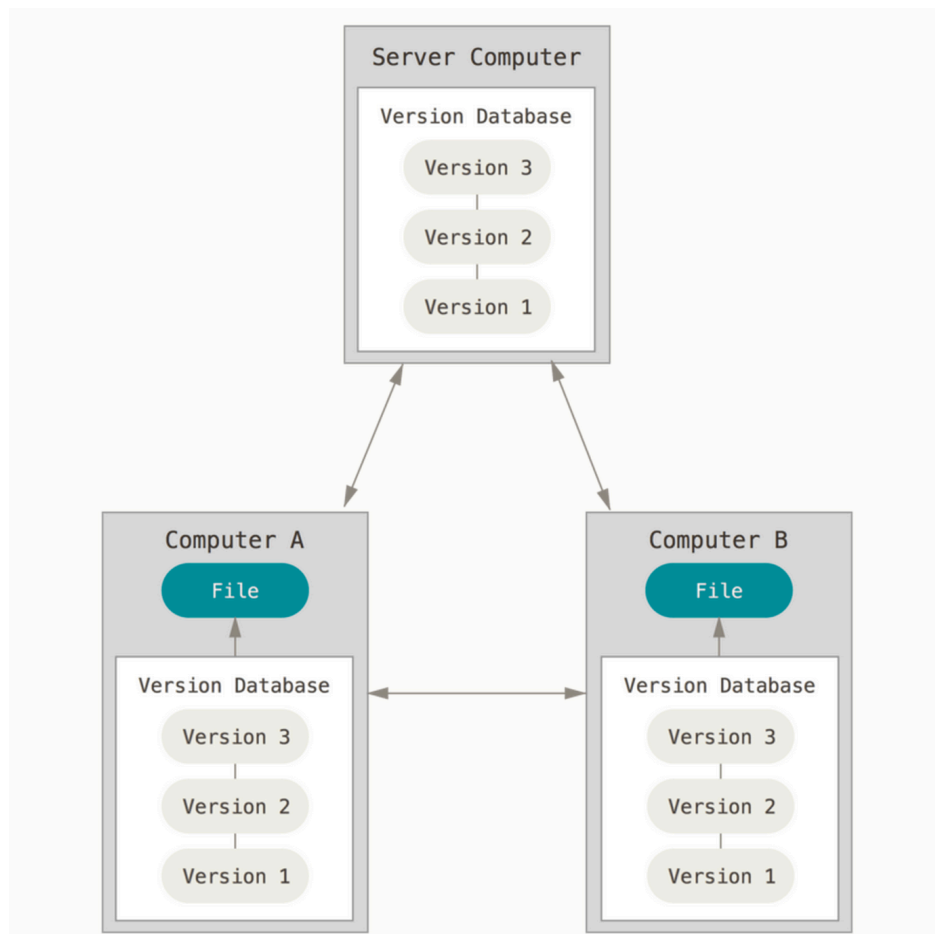 Server Computer
Version Database
Version 3
Version 2
Version 1
Computer A
File
Version Database
Version 3
Version 2
Version 1
Computer B
File
Version Database
Version 3
Version 2
Version 1